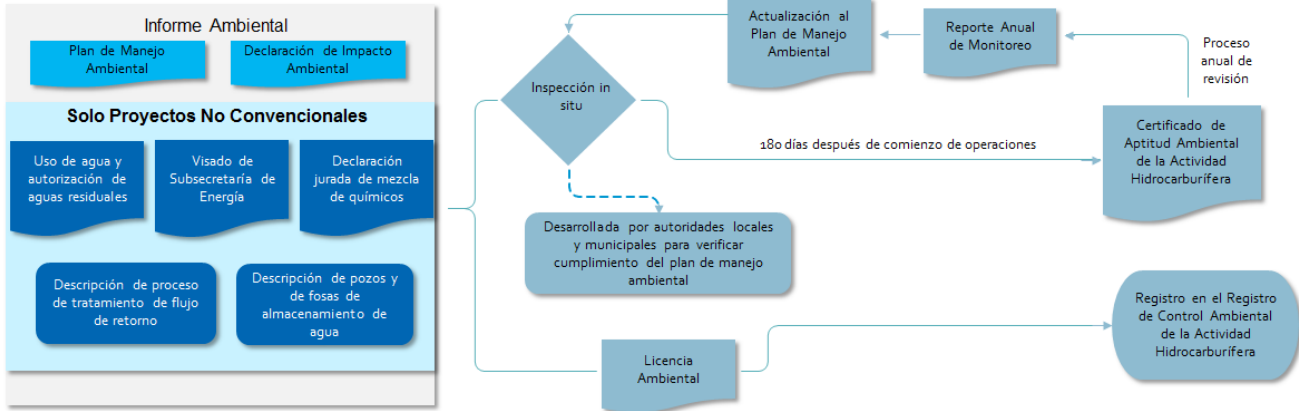 Informe Ambiental
Plan de Manejo
Ambiental
Declaración de Impacto
Ambiental
Solo Proyectos No Convencionales
Uso de agua y
autorización de
aguas residuales
Visado de
Subsecretaría de
Energía
Declaración
jurada de mezcla
de químicos
Descripción de proceso
de tratamiento de flujo
de retorno
Descripción de pozos y
de fosas de
almacenamiento de
agua
Inspección in
situ
Actualización al
Plan de Manejo
Ambiental
Reporte Anual
de Monitoreo
Proceso
anual de
revisión
180 días después de comienzo de operaciones
Certificado de
Aptitud Ambiental
de la Actividad
Hidrocarburífera
Desarrollada por autoridades locales
y municipales para verificar
cumplimiento del plan de manejo
ambiental
Licencia
Ambiental
Registro en el Registro
de Control Ambiental
de la Actividad
Hidrocarburífera